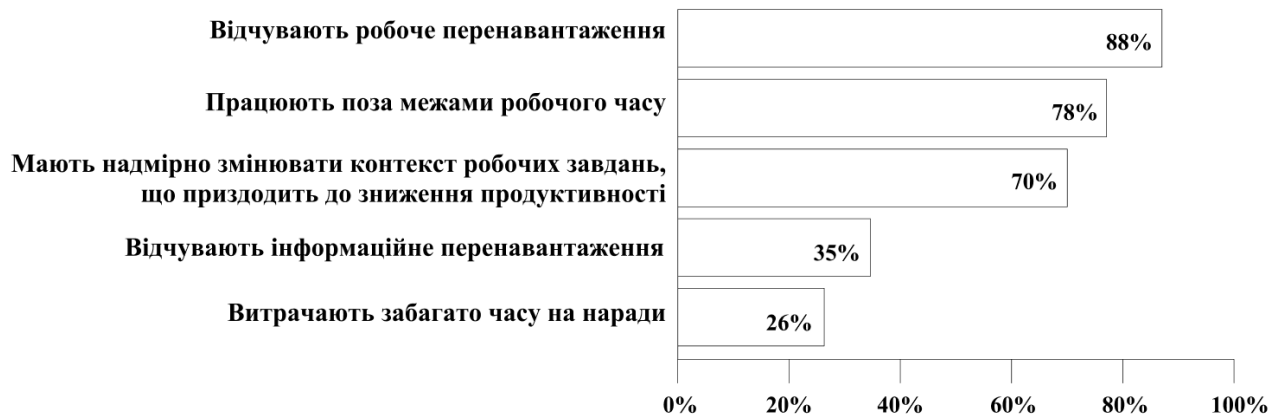 Відчувають робоче перенавантаження
88%
Працюють поза межами робочого часу
78%
Мають надмірно змінювати контекст робочих завдань,
що приздодить до зниження продуктивності
70%
Відчувають інформаційне перенавантаження
35%
Витрачають забагато часу на наради
26%
0% 20% 40% 60% 80% 100%